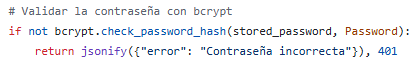 # Validar la contraseña con bcrypt
if not bcrypt.check_password_hash(stored_password, Password):
    return jsonify({"error": "Contraseña incorrecta"}), 401